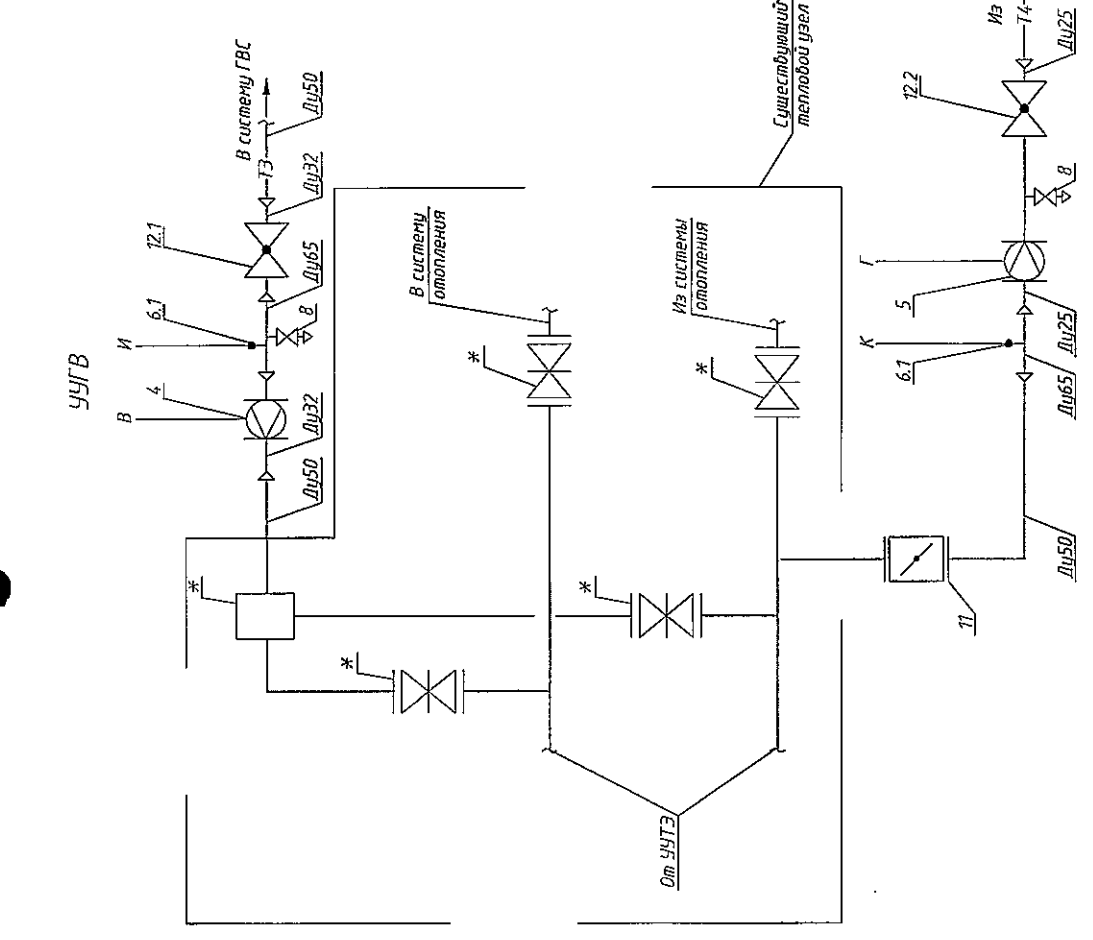 УУГВ
В
И
4
6.1
12.1
В систему ГВС
Т3
Ду50
Ду32
Ду65
8
Ду32
Ду50
*
*
*
*
*
В систему
отопления
Из системы
отопления
Существующий
тепловой узел
От УУТЭ
Из
Т4
Ду25
12.2
8
Г
5
К
6.1
Ду25
Ду65
Ду50
11